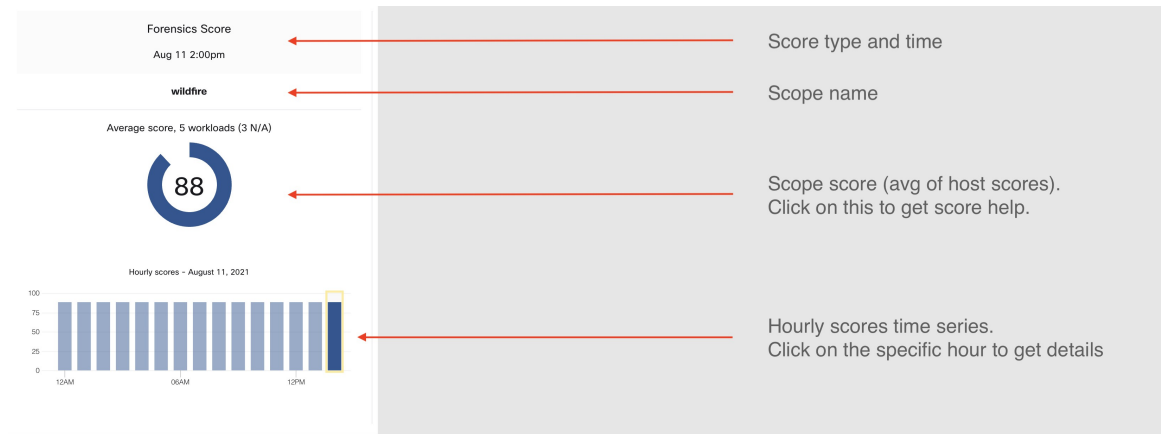 Forensics Score
Aug 11 2:00pm
Score type and time
wildfire
Scope name
Average score, 5 workloads (3 N/A)
88
Scope score (avg of host scores).
Click on this to get score help.
Hourly scores - August 11, 2021
100
75
50
25
0
12AM
06AM
12PM
Hourly scores time series.
Click on the specific hour to get details